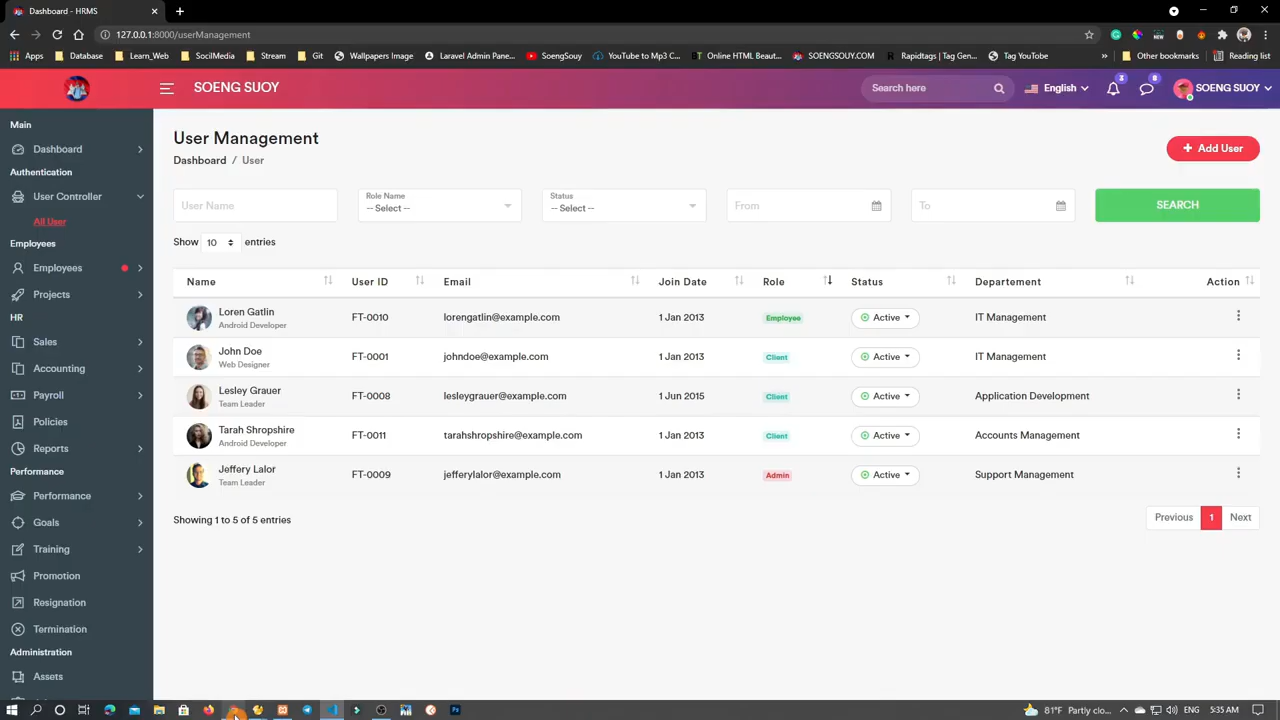 Dashboard - HRMS
127.0.0.1:8000/userManagement
Apps Database Learn_Web SocilMedia Stream Git Wallpapers Image Laravel Admin Pane... SoengSouy YouTube to Mp3 C... Online HTML Beaut... SOENGSOUY.COM Rapidtags | Tag Gen... Tag YouTube » Other bookmarks Reading list
SOENG SUOY Search here English 3 8 SOENG SUOY
Main
Dashboard
Authentication
User Controller
All User
Employees
Employees
Projects
HR
Sales
Accounting
Payroll
Policies
Reports
Performance
Performance
Goals
Training
Promotion
Resignation
Termination
Administration
Assets
User Management
Dashboard / User
+ Add User
User Name Role Name -- Select -- Status -- Select -- From To SEARCH
Show 10 entries
Name User ID Email Join Date Role Status Departement Action
Loren Gatlin
Android Developer
FT-0010 lorengatlin@example.com 1 Jan 2013 Employee Active IT Management
John Doe
Web Designer
FT-0001 johndoe@example.com 1 Jan 2013 Client Active IT Management
Lesley Grauer
Team Leader
FT-0008 lesleygrauer@example.com 1 Jun 2015 Client Active Application Development
Tarah Shropshire
Android Developer
FT-0011 tarahshropshire@example.com 1 Jan 2013 Client Active Accounts Management
Jeffery Lalor
Team Leader
FT-0009 jefferylalor@example.com 1 Jan 2013 Admin Active Support Management
Showing 1 to 5 of 5 entries
Previous 1 Next
81°F Partly clo... ENG 5:35 AM